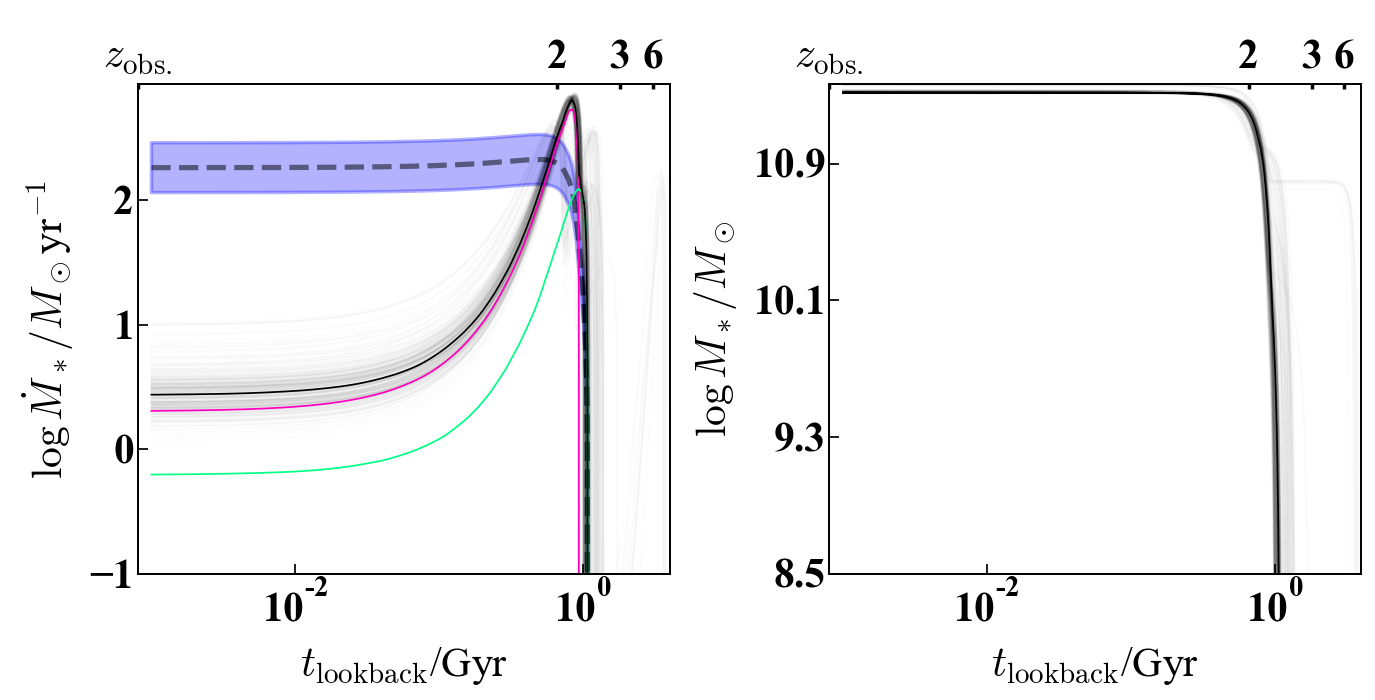 z_obs. 2 3 6
2
1
0
−1
10^-2 10^0
t_lookback/Gyr
log Ṁ_*/M_⊙yr^−1
z_obs. 2 3 6
10.9
10.1
9.3
8.5
10^-2 10^0
t_lookback/Gyr
log M_*/M_⊙